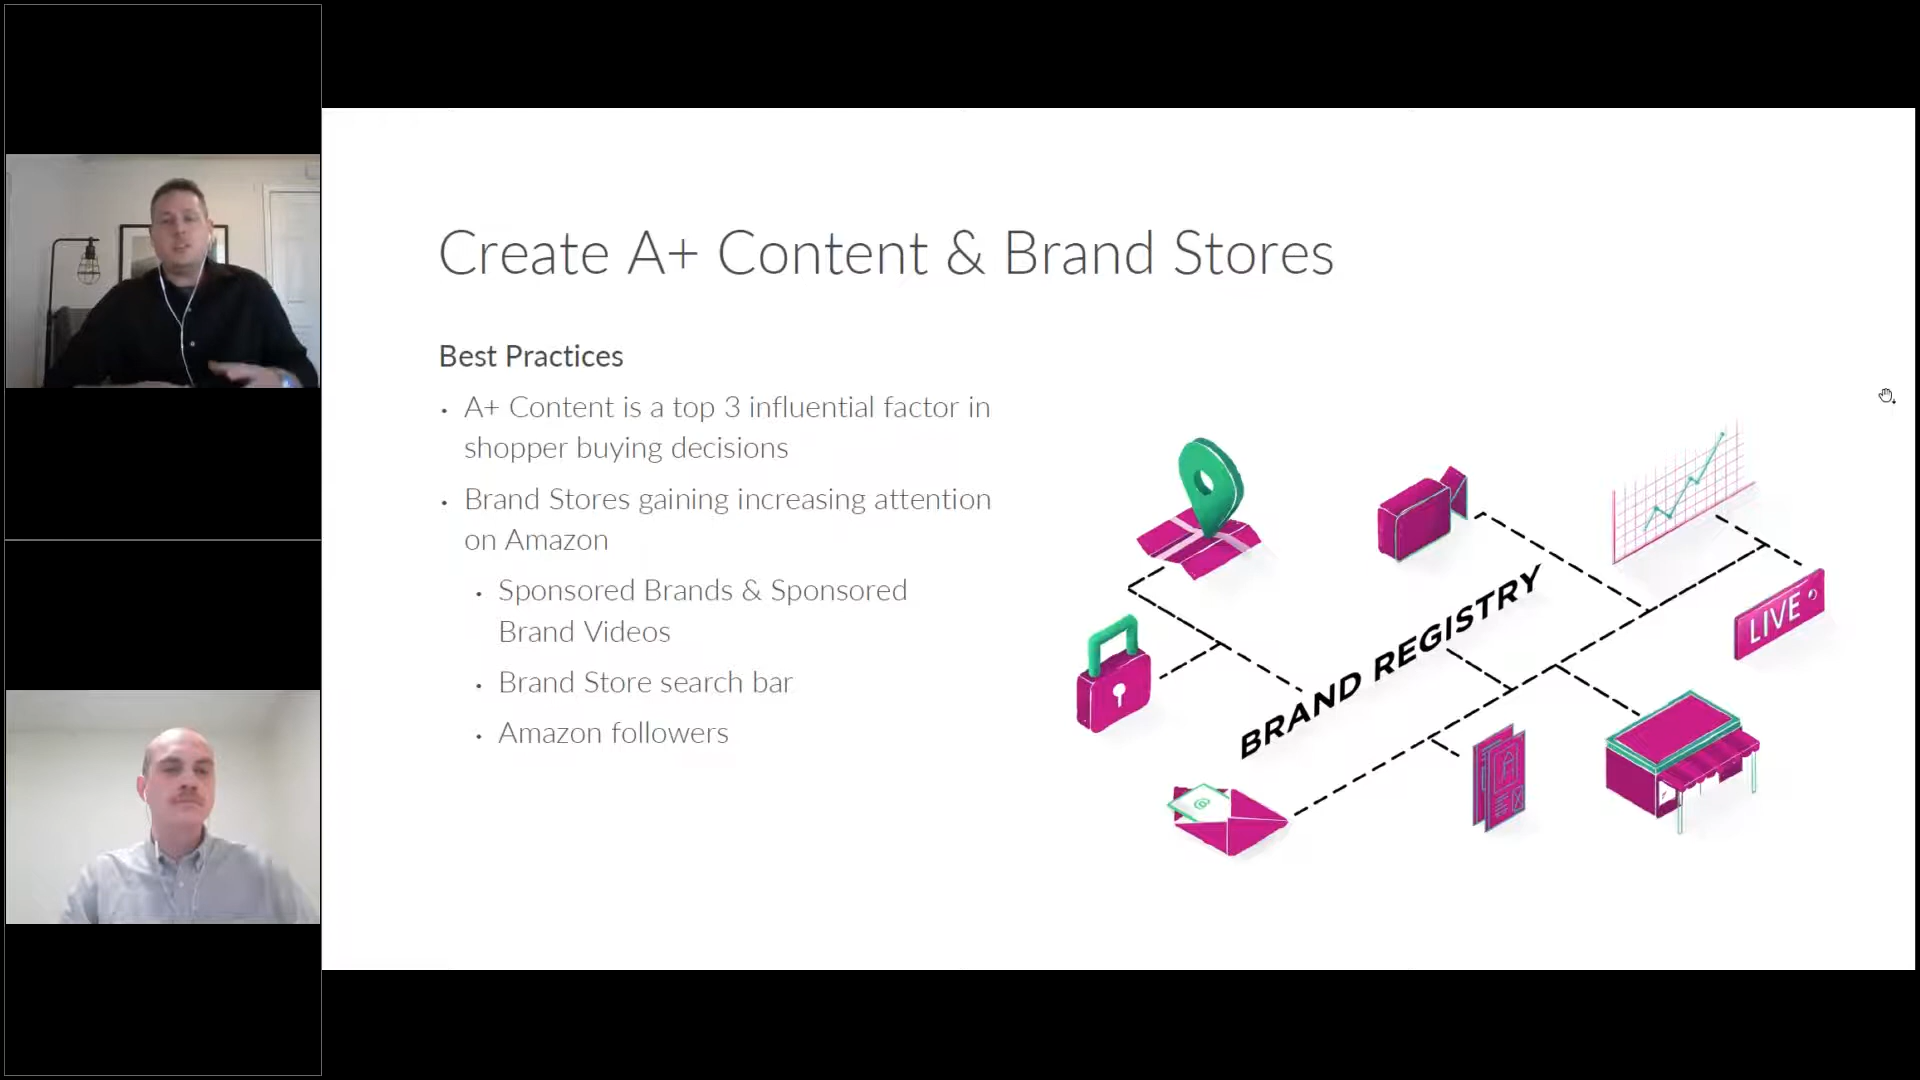 Create A+ Content & Brand Stores
Best Practices
• A+ Content is a top 3 influential factor in
shopper buying decisions
• Brand Stores gaining increasing attention
on Amazon
• Sponsored Brands & Sponsored
Brand Videos
• Brand Store search bar
• Amazon followers
BRAND REGISTRY
LIVE
@
A